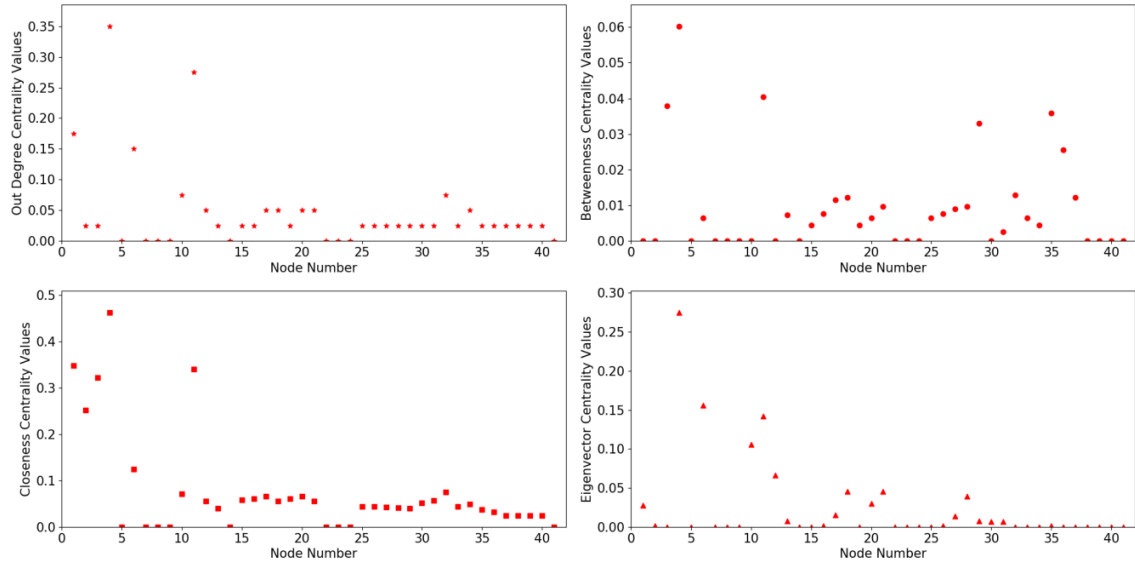 Out Degree Centrality Values
0.35
0.30
0.25
0.20
0.15
0.10
0.05
0.00
0 5 10 15 20 25 30 35 40
Node Number
Betweenness Centrality Values
0.06
0.05
0.04
0.03
0.02
0.01
0.00
0 5 10 15 20 25 30 35 40
Node Number
Closeness Centrality Values
0.5
0.4
0.3
0.2
0.1
0.0
0 5 10 15 20 25 30 35 40
Node Number
Eigenvector Centrality Values
0.30
0.25
0.20
0.15
0.10
0.05
0.00
0 5 10 15 20 25 30 35 40
Node Number